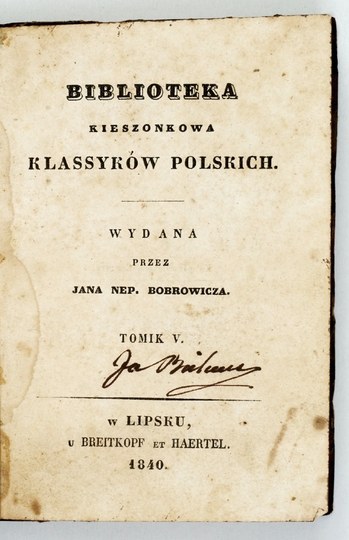 BIBLIOTEKA
KIESZONKOWA
KLASSYKÓW POLSKICH.
WYDANA
PRZEZ
JANA NEP. BOBROWICZA.
TOMIK V.
W LIPSKU,
U BREITKOPF ET HAERTEL.
1840.